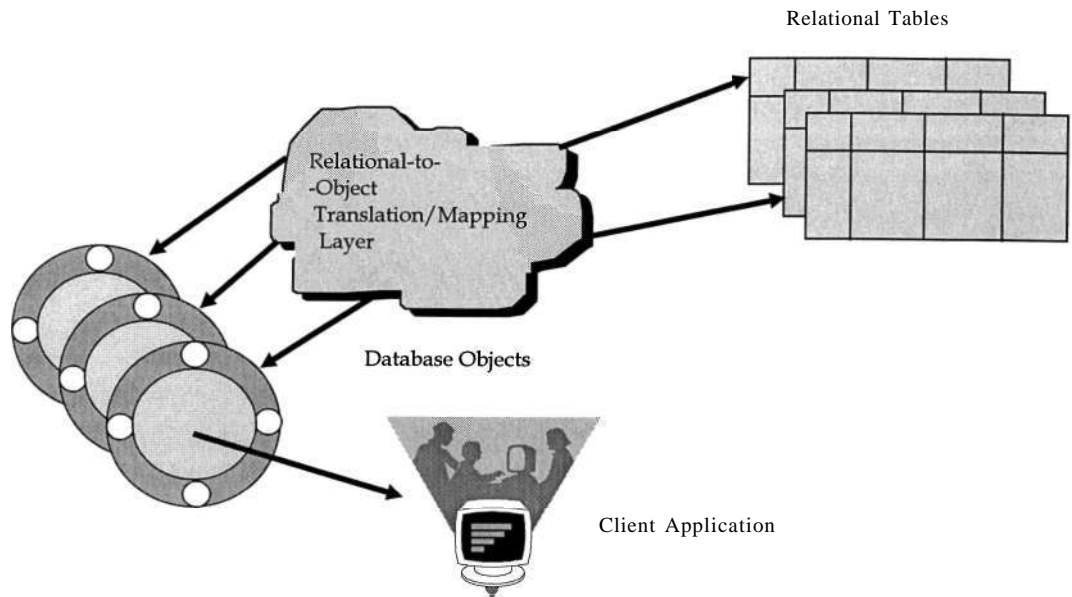 Relational Tables
Relational-to-
-Object
Translation/Mapping
Layer
Database Objects
Client Application